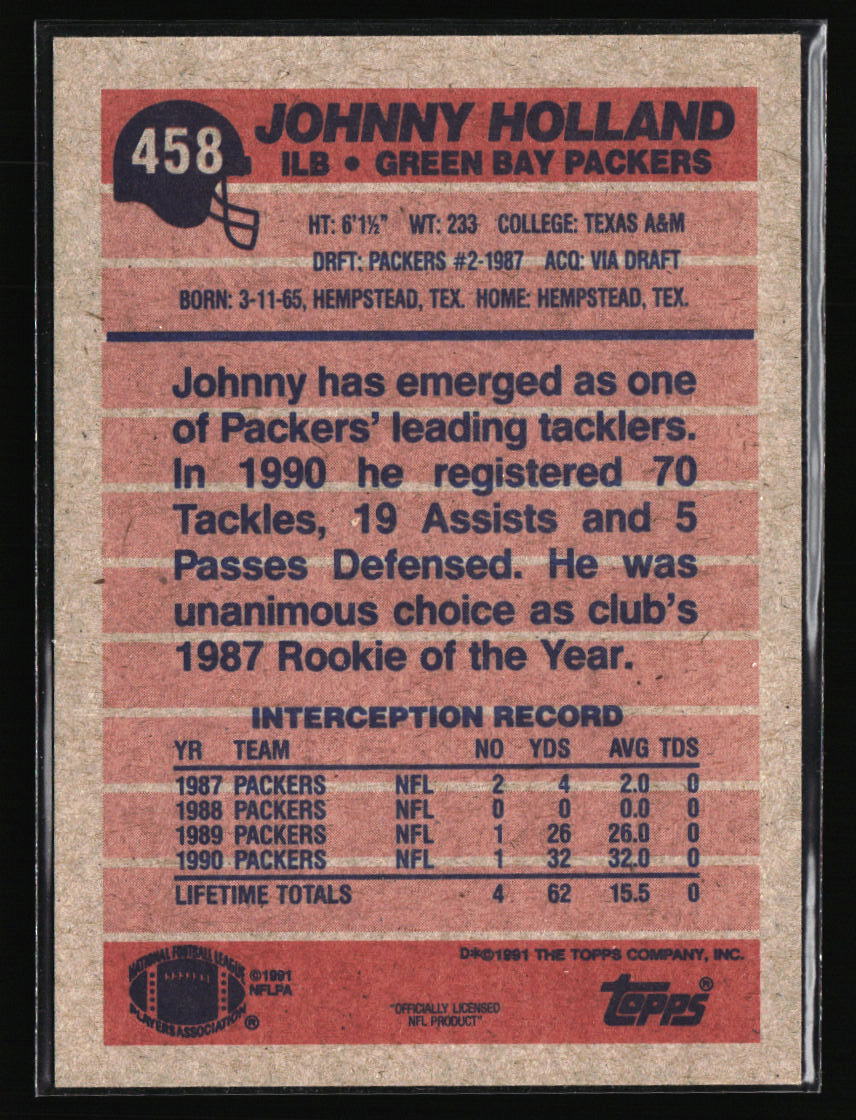 458
JOHNNY HOLLAND
ILB • GREEN BAY PACKERS
HT: 6'1½" WT: 233 COLLEGE: TEXAS A&M
DRFT: PACKERS #2-1987 ACQ: VIA DRAFT
BORN: 3-11-65, HEMPSTEAD, TEX. HOME: HEMPSTEAD, TEX.
Johnny has emerged as one
of Packers' leading tacklers.
In 1990 he registered 70
Tackles, 19 Assists and 5
Passes Defensed. He was
unanimous choice as club's
1987 Rookie of the Year.
INTERCEPTION RECORD
YR TEAM NO YDS AVG TDS
1987 PACKERS NFL 2 4 2.0 0
1988 PACKERS NFL 0 0 0.0 0
1989 PACKERS NFL 1 26 26.0 0
1990 PACKERS NFL 1 32 32.0 0
LIFETIME TOTALS 4 62 15.5 0
D*©1991 THE TOPPS COMPANY, INC.
NATIONAL FOOTBALL LEAGUE
PLAYERS ASSOCIATION ®
©1991
NFLPA
"OFFICIALLY LICENSED
NFL PRODUCT"
topps®